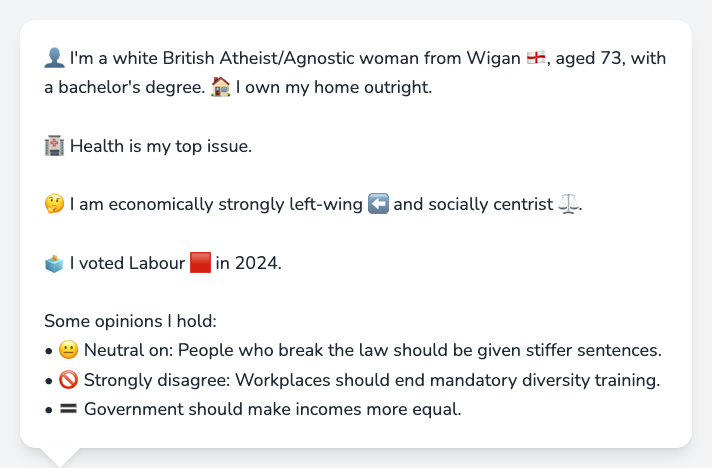 👤 I'm a white British Atheist/Agnostic woman from Wigan 🏴󠁧󠁢󠁥󠁮󠁧󠁿, aged 73, with
a bachelor's degree. 🏠 I own my home outright.
🏥 Health is my top issue.
🤔 I am economically strongly left-wing ⬅️ and socially centrist ⚖️.
🗳️ I voted Labour 🟥 in 2024.
Some opinions I hold:
• 😐 Neutral on: People who break the law should be given stiffer sentences.
• 🚫 Strongly disagree: Workplaces should end mandatory diversity training.
• 🟰 Government should make incomes more equal.